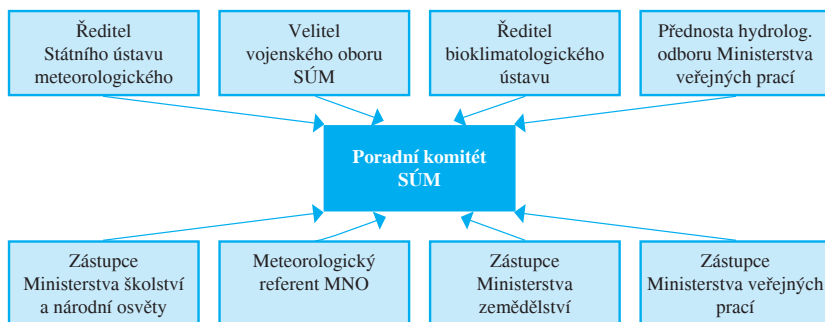 Ředitel
Státního ústavu
meteorologického
Velitel
vojenského oboru
SÚM
Ředitel
bioklimatologického
ústavu
Přednosta hydrolog.
odboru Ministerstva
veřejných prací
Poradní komitét
SÚM
Zástupce
Ministerstva školství
a národní osvěty
Meteorologický
referent MNO
Zástupce
Ministerstva
zemědělství
Zástupce
Ministerstva veřejných
prací